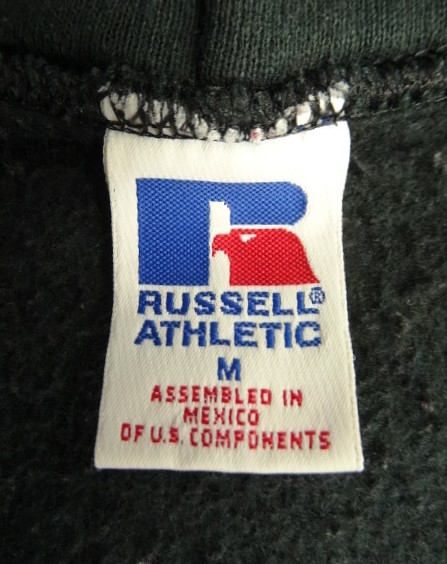 RUSSELL®
ATHLETIC
M
ASSEMBLED IN
MEXICO
OF U.S. COMPONENTS